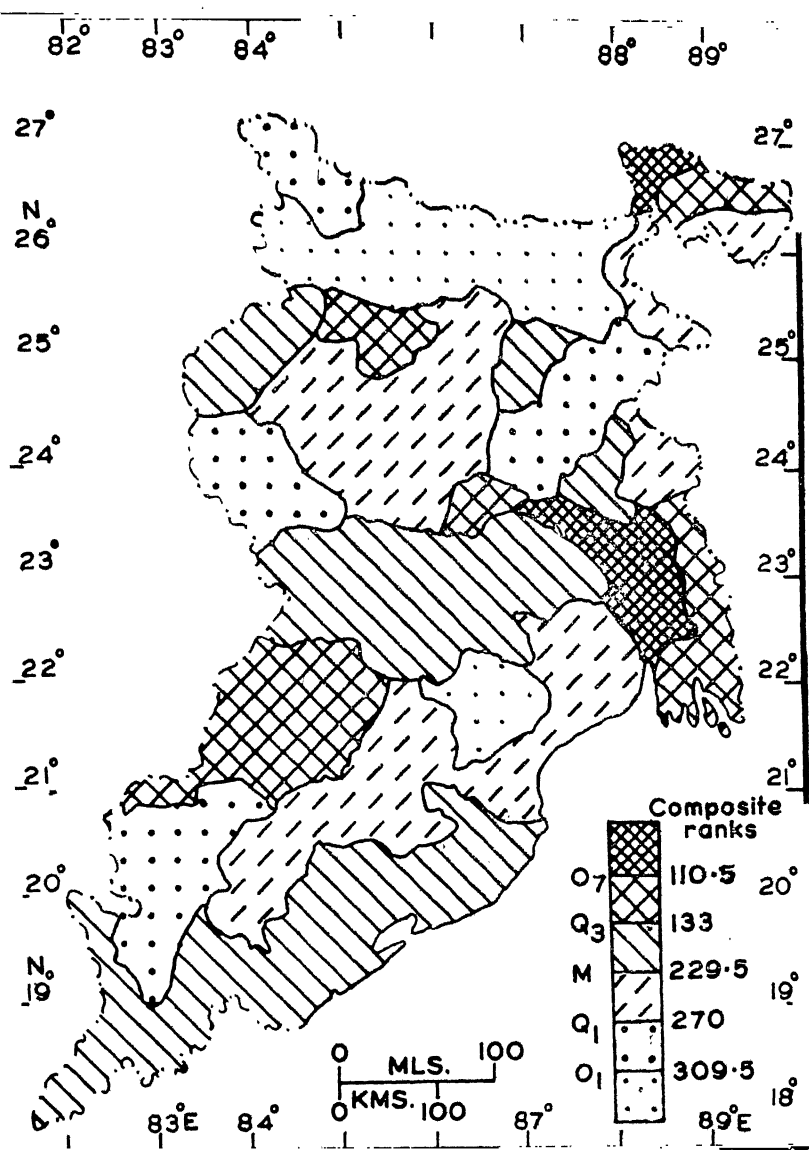 82° 83° 84° 88° 89°
27° 27°
N
26°
25° 25°
24° 24°
23° 23°
22° 22°
21° 21°
Composite
ranks
O7 110·5
20° 20°
Q3 133
M 229·5
N
19° 19°
Q1 270
O1 309·5
0 MLS. 100
0 KMS. 100
18°
83°E 84° 87° 89°E